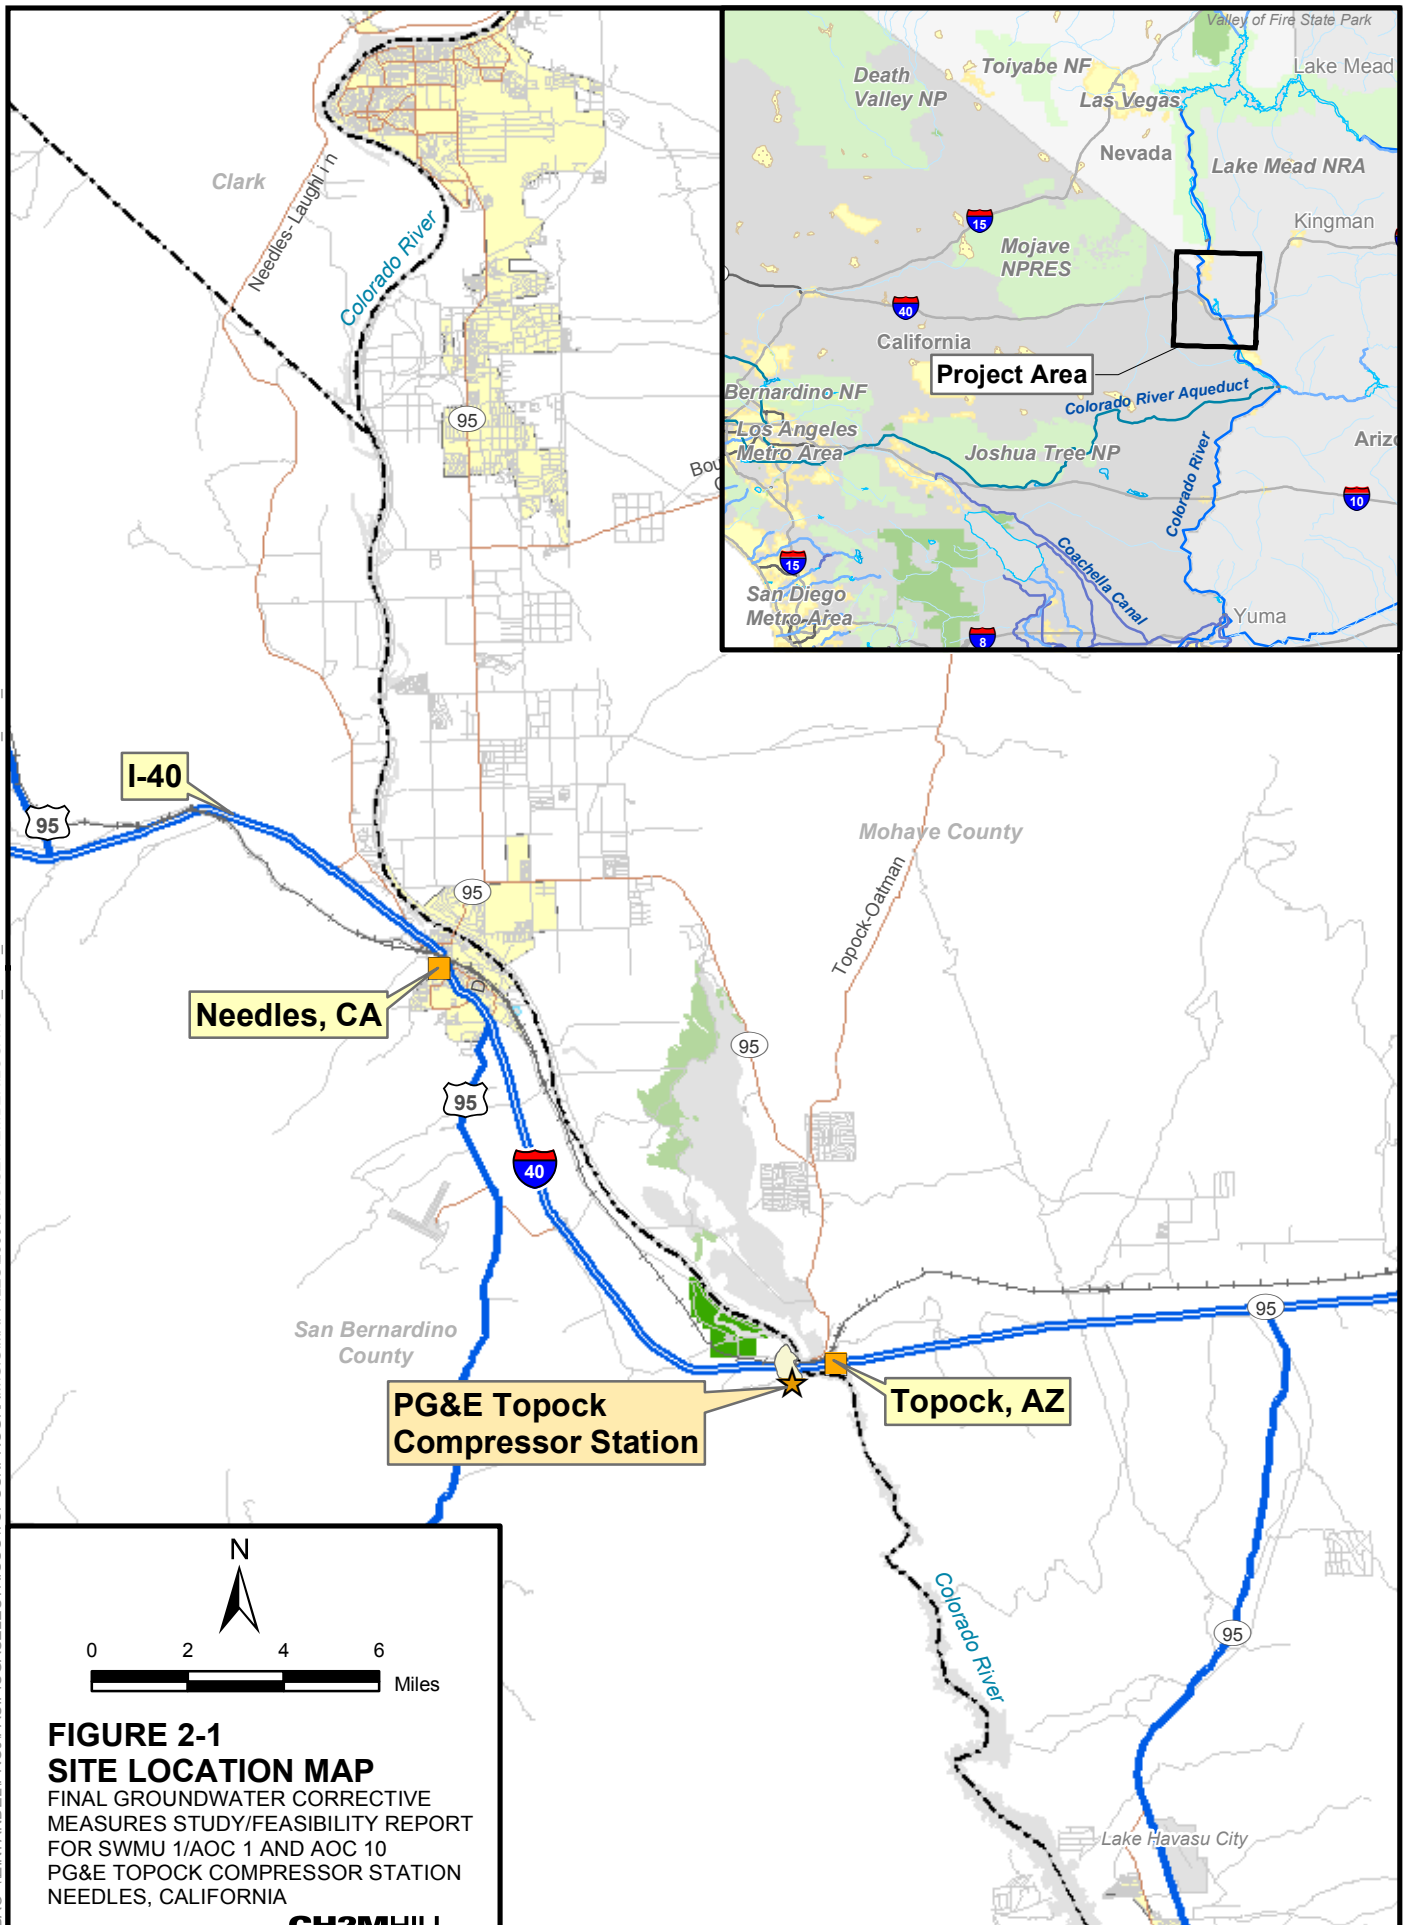 Valley of Fire State Park
Lake Mead
Toiyabe NF
Death
Valley NP
Las Vegas
Nevada
Lake Mead NRA
Kingman
15
Mojave
NPRES
40
California
Project Area
Colorado River Aqueduct
Bernardino NF
Los Angeles
Metro Area
Joshua Tree NP
Colorado River
10
15
Coachella Canal
San Diego
Metro Area
Yuma
8
Clark
Needles-Laughlin
Colorado River
95
I-40
95
Mohave County
95
Topock-Oatman
Needles, CA
D
95
95
40
San Bernardino
County
95
PG&E Topock
Compressor Station
Topock, AZ
Colorado River
95
Lake Havasu City
N
0 2 4 6
Miles
FIGURE 2-1
SITE LOCATION MAP
FINAL GROUNDWATER CORRECTIVE
MEASURES STUDY/FEASIBILITY REPORT
FOR SWMU 1/AOC 1 AND AOC 10
PG&E TOPOCK COMPRESSOR STATION
NEEDLES, CALIFORNIA
CH2MHILL